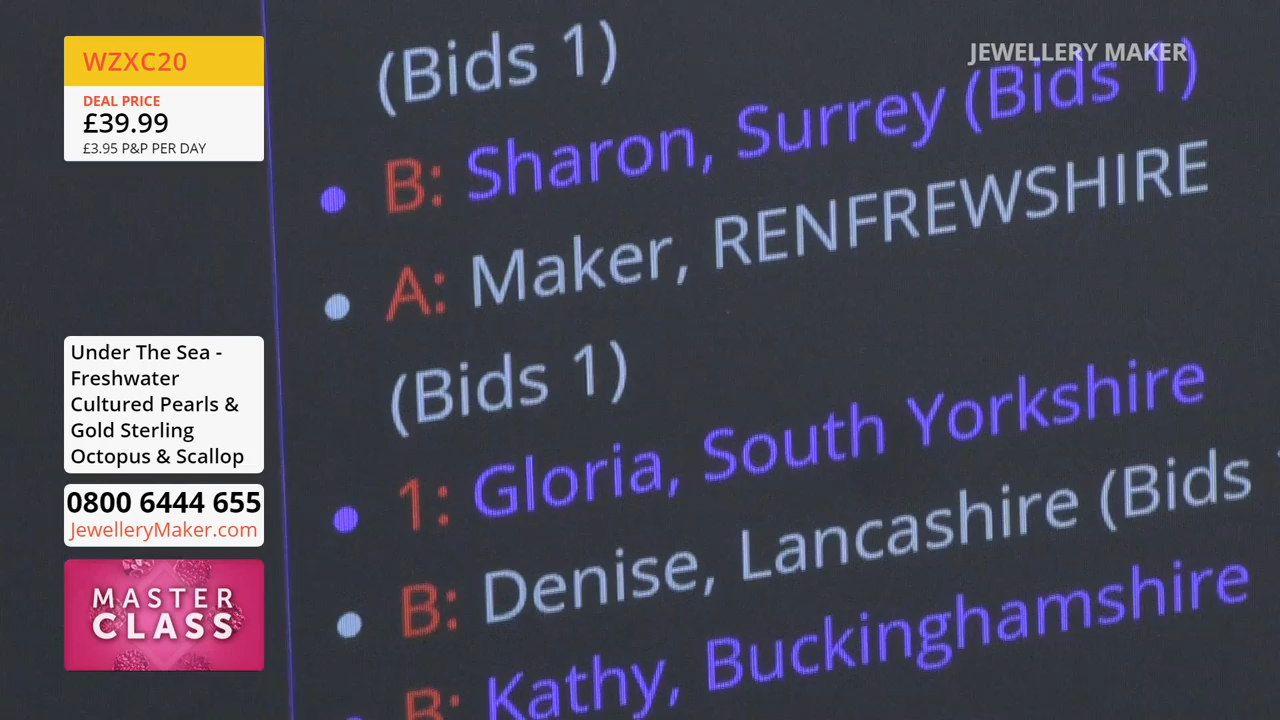 WZXC20
DEAL PRICE
£39.99
£3.95 P&P PER DAY
Under The Sea -
Freshwater
Cultured Pearls &
Gold Sterling
Octopus & Scallop
0800 6444 655
JewelleryMaker.com
MASTER
CLASS
JEWELLERY MAKER
(Bids 1)
B: Sharon, Surrey (Bids 1)
A: Maker, RENFREWSHIRE
(Bids 1)
1: Gloria, South Yorkshire
B: Denise, Lancashire (Bids
B: Kathy, Buckinghamshire